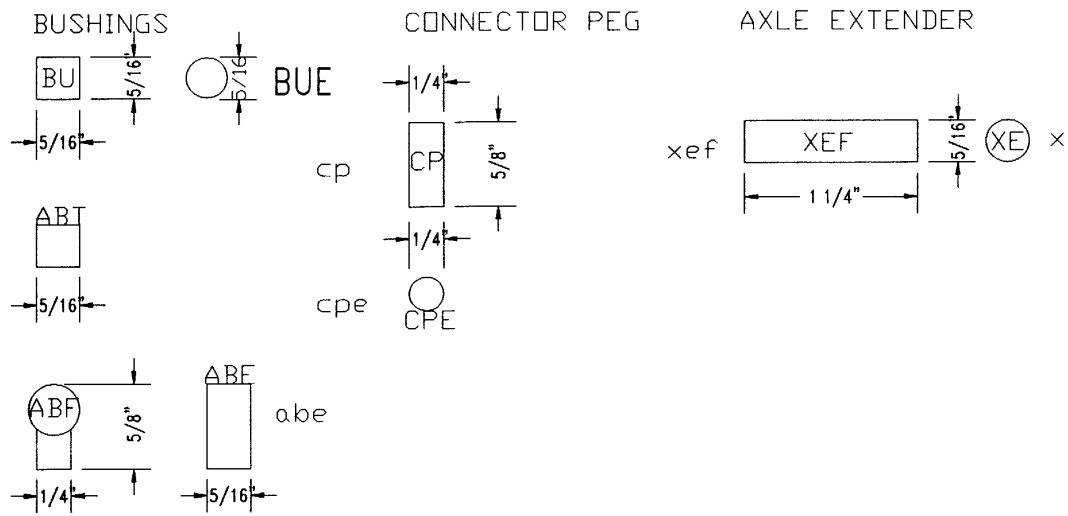 BUSHINGS
CONNECTOR PEG
AXLE EXTENDER
BU
5/16"
5/16
BUE
5/16"
1/4"
cp
CP
5/8"
xef
XEF
5/16"
XE
x
1 1/4"
ABT
5/16"
1/4"
cpe
CPE
ABF
5/8"
1/4"
ABE
abe
5/16"